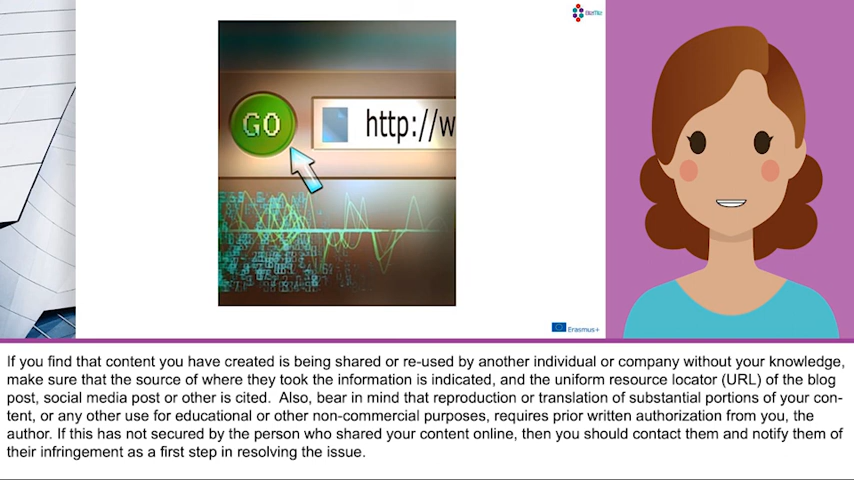 GO
http://w
Erasmus+
If you find that content you have created is being shared or re-used by another individual or company without your knowledge,
make sure that the source of where they took the information is indicated, and the uniform resource locator (URL) of the blog
post, social media post or other is cited.  Also, bear in mind that reproduction or translation of substantial portions of your con-
tent, or any other use for educational or other non-commercial purposes, requires prior written authorization from you, the
author. If this has not secured by the person who shared your content online, then you should contact them and notify them of
their infringement as a first step in resolving the issue.